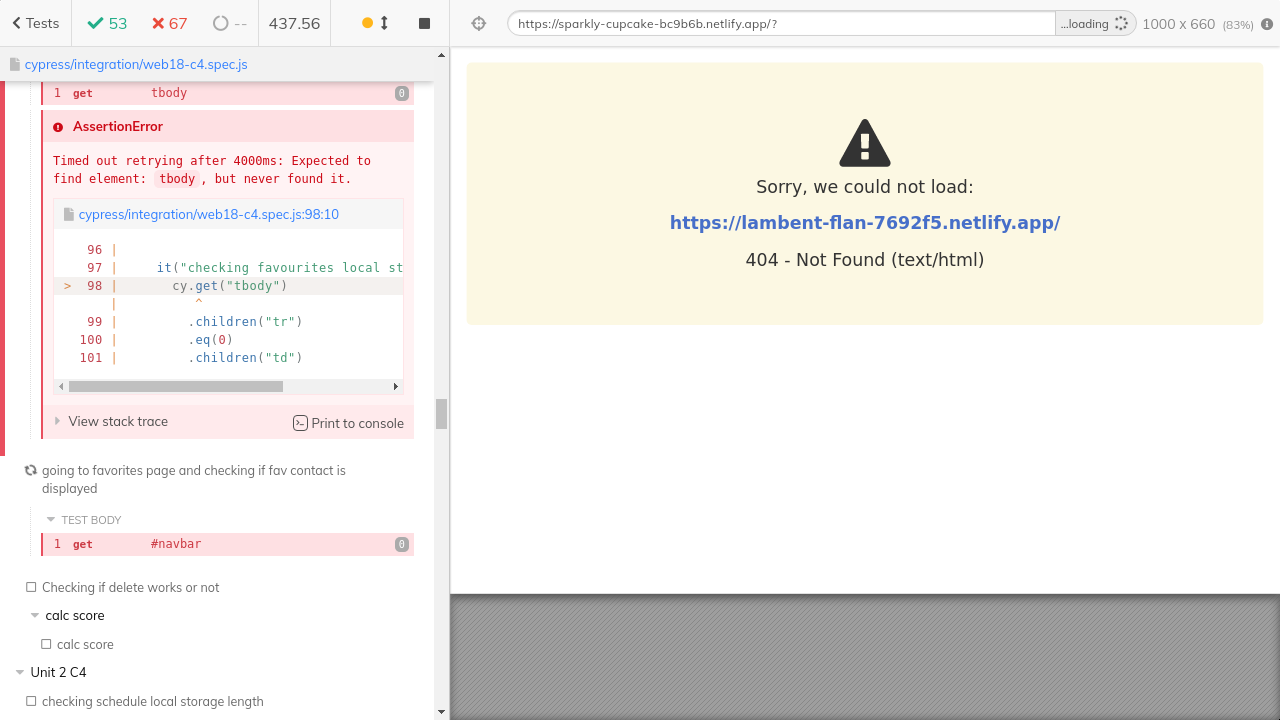 Tests 53 67 -- 437.56
https://sparkly-cupcake-bc9b6b.netlify.app/? ...loading 1000 x 660 (83%)
cypress/integration/web18-c4.spec.js
1 get tbody 0
AssertionError
Timed out retrying after 4000ms: Expected to
find element: tbody, but never found it.
cypress/integration/web18-c4.spec.js:98:10
96 |
97 | it("checking favourites local st
> 98 | cy.get("tbody")
| ^
99 | .children("tr")
100 | .eq(0)
101 | .children("td")
View stack trace Print to console
going to favorites page and checking if fav contact is
displayed
TEST BODY
1 get #navbar 0
Checking if delete works or not
calc score
calc score
Unit 2 C4
checking schedule local storage length
Sorry, we could not load:
https://lambent-flan-7692f5.netlify.app/
404 - Not Found (text/html)